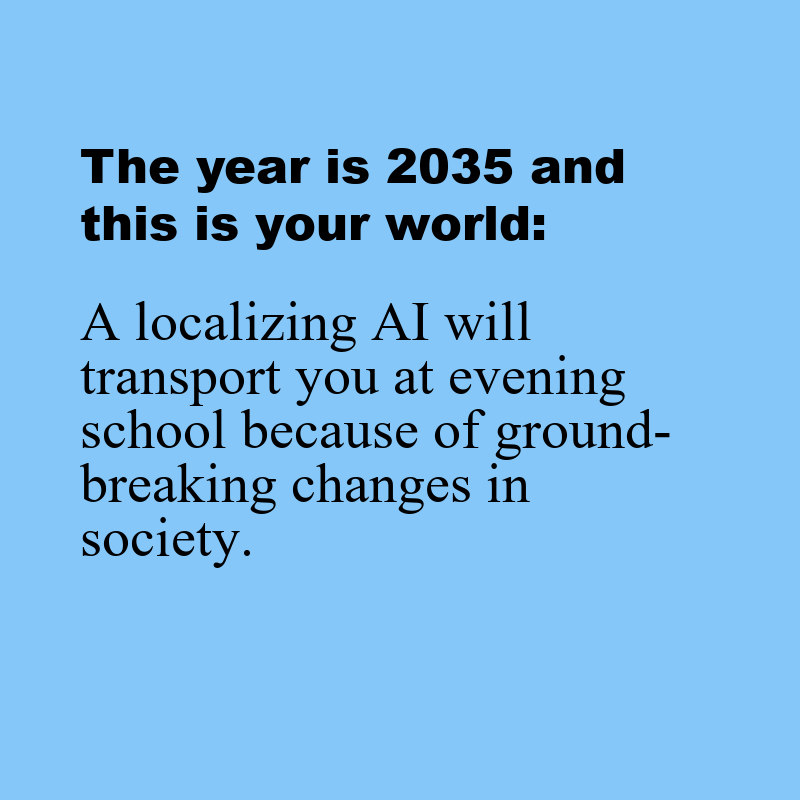 The year is 2035 and
this is your world:
A localizing AI will
transport you at evening
school because of ground-
breaking changes in
society.